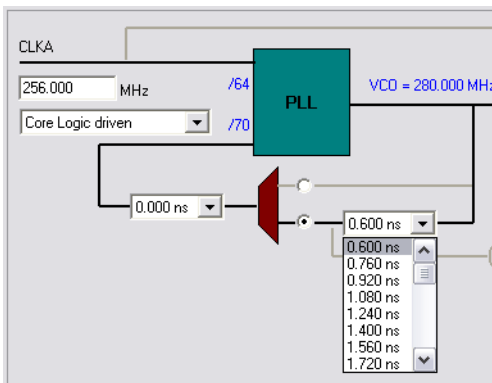 CLKA
256.000 MHz
Core Logic driven
/64
/70
PLL
VCO = 280.000 MHz
0.000 ns
0.600 ns
0.600 ns
0.760 ns
0.920 ns
1.080 ns
1.240 ns
1.400 ns
1.560 ns
1.720 ns